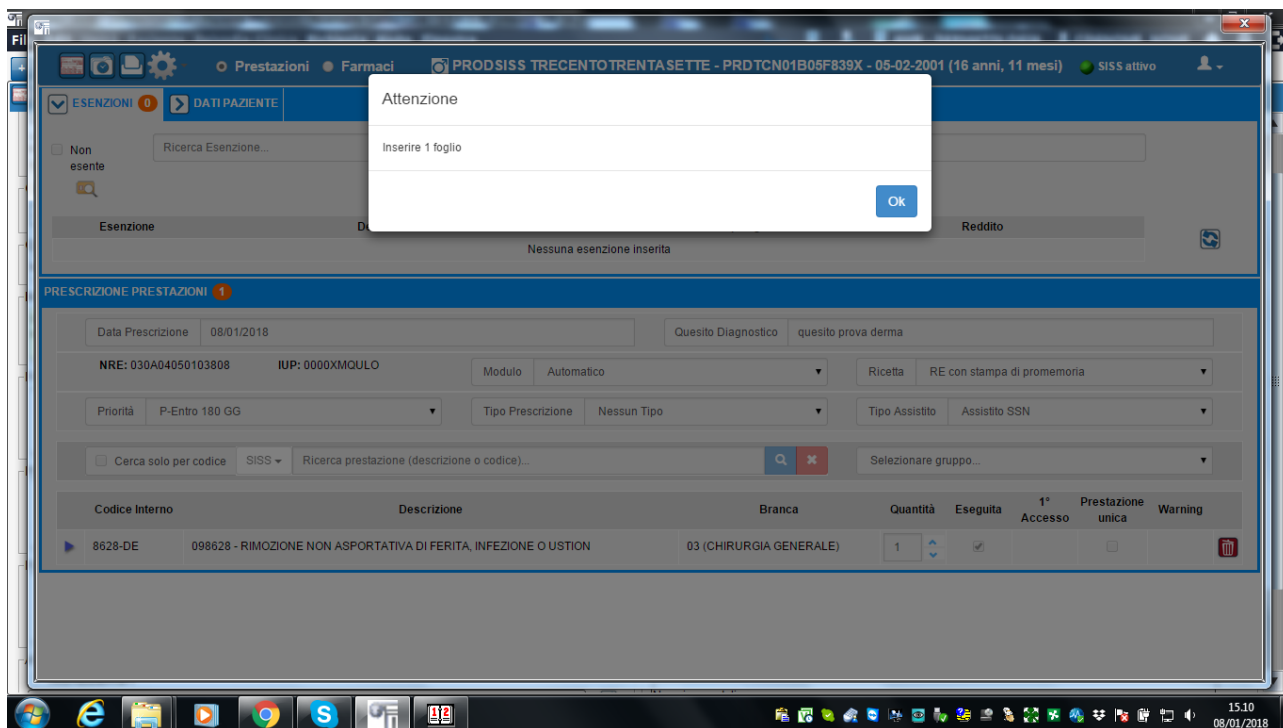 Fil
Prestazioni Farmaci PRODSISS TRECENTOTRENTASETTE - PRDTCN01B05F839X - 05-02-2001 (16 anni, 11 mesi) SISS attivo
ESENZIONI 0 DATI PAZIENTE
Attenzione
Inserire 1 foglio
Ok
Non esente
Ricerca Esenzione...
Esenzione Reddito
Nessuna esenzione inserita
PRESCRIZIONE PRESTAZIONI 1
Data Prescrizione 08/01/2018 Quesito Diagnostico quesito prova derma
NRE: 030A04050103808 IUP: 0000XMQULO Modulo Automatico Ricetta RE con stampa di promemoria
Priorità P-Entro 180 GG Tipo Prescrizione Nessun Tipo Tipo Assistito Assistito SSN
Cerca solo per codice SISS Ricerca prestazione (descrizione o codice)... Selezionare gruppo...
Codice Interno Descrizione Branca Quantità Eseguita 1° Accesso Prestazione unica Warning
8628-DE 098628 - RIMOZIONE NON ASPORTATIVA DI FERITA, INFEZIONE O USTION 03 (CHIRURGIA GENERALE) 1
15.10
08/01/2018